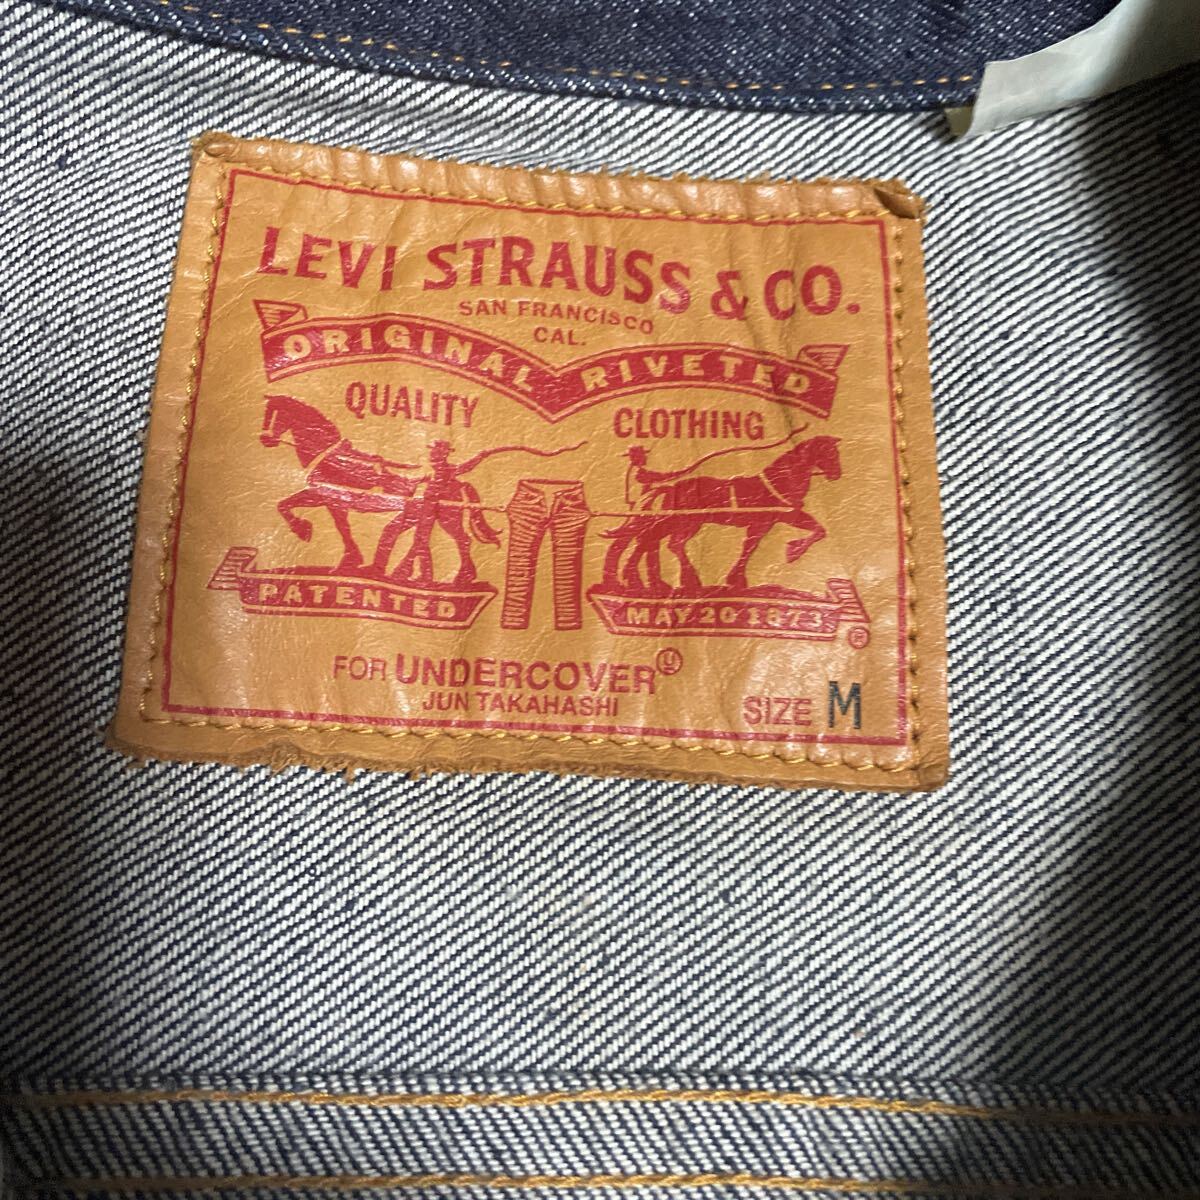 LEVI STRAUSS & CO.
SAN FRANCISCO
CAL.
ORIGINAL RIVETED
QUALITY CLOTHING
PATENTED MAY 20 1873 ®
FOR UNDERCOVER Ⓤ
JUN TAKAHASHI
SIZE M